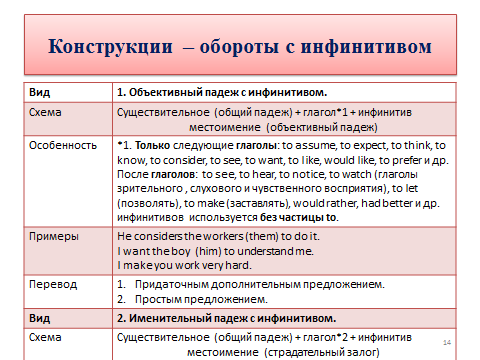 Конструкции – обороты с инфинитивом
Вид 1. Объективный падеж с инфинитивом.
Схема Существительное (общий падеж) + глагол*1 + инфинитив
местоимение (объективный падеж)
Особенность *1. Только следующие глаголы: to assume, to expect, to think, to
know, to consider, to see, to want, to like, would like, to prefer и др.
После глаголов: to see, to hear, to notice, to watch (глаголы
зрительного , слухового и чувственного восприятия), to let
(позволять), to make (заставлять), would rather, had better и др.
инфинитивов используется без частицы to.
Примеры He considers the workers (them) to do it.
I want the boy (him) to understand me.
I make you work very hard.
Перевод 1. Придаточным дополнительным предложением.
2. Простым предложением.
Вид 2. Именительный падеж с инфинитивом.
Схема Существительное (общий падеж) + глагол*2 + инфинитив
местоимение (страдательный залог)
14